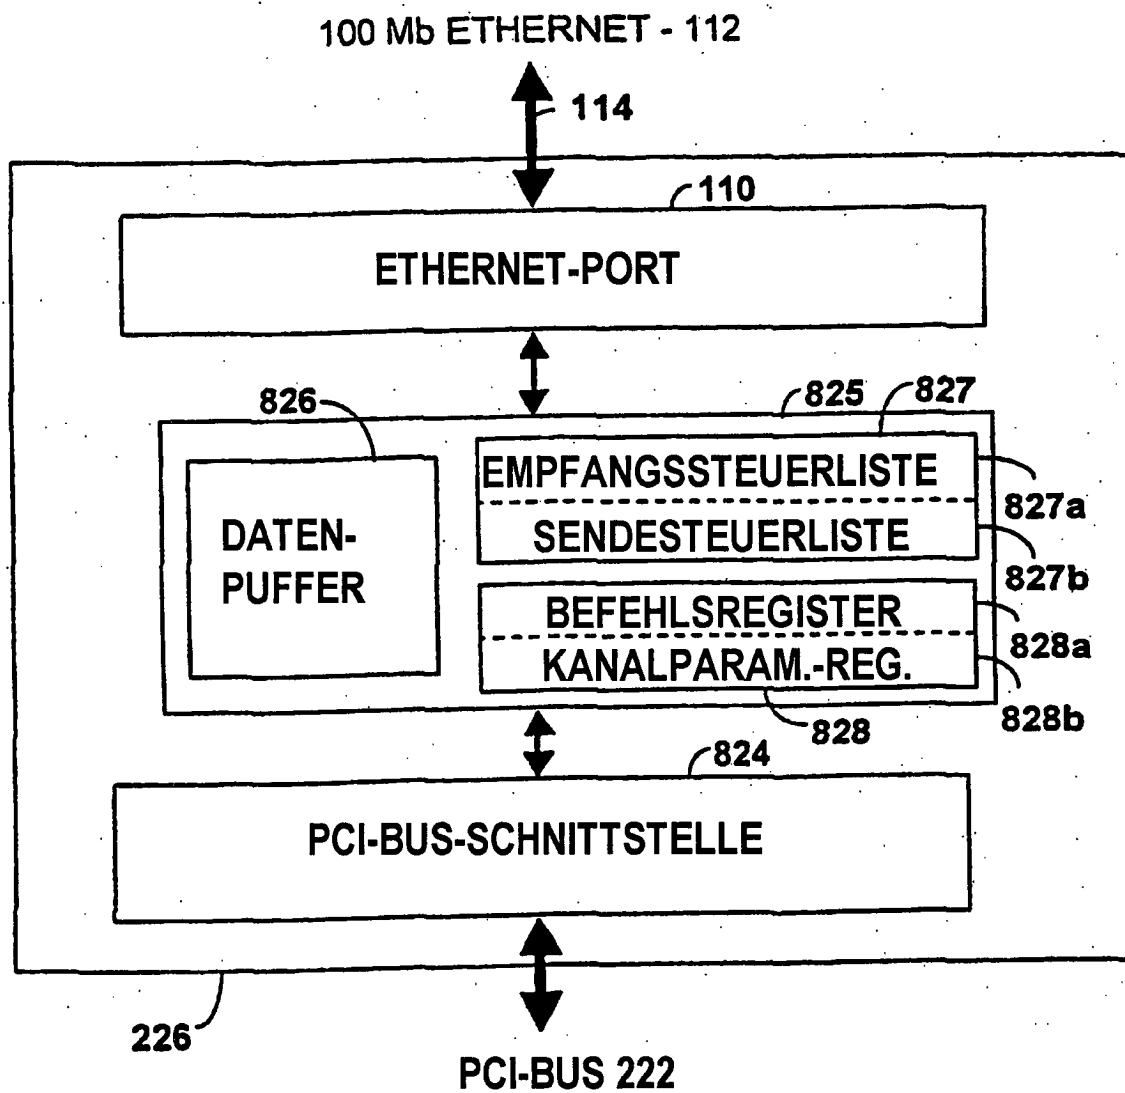 100 Mb ETHERNET - 112
114
110
ETHERNET-PORT
826
825
827
EMPFANGSSTEUERLISTE
827a
DATEN-
PUFFER
SENDESTEUERLISTE
827b
BEFEHLSREGISTER
828a
KANALPARAM.-REG.
828b
828
824
PCI-BUS-SCHNITTSTELLE
226
PCI-BUS 222